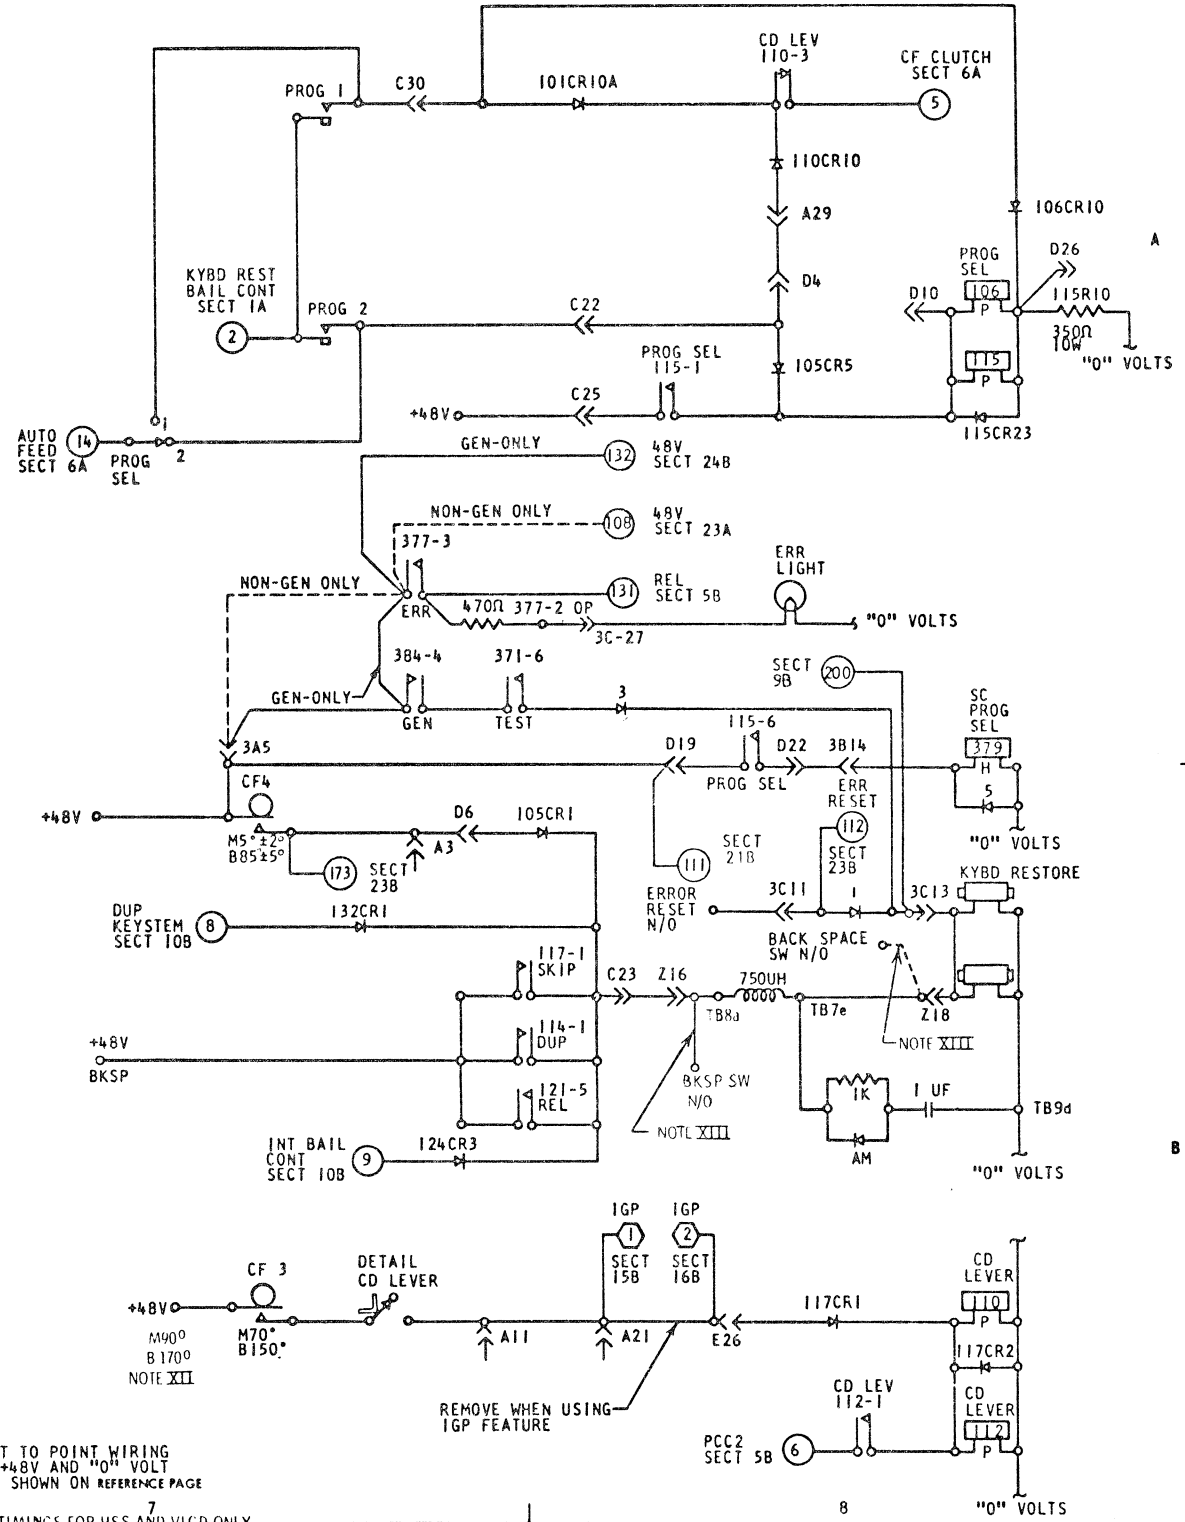 CD LEV
110-3
CF CLUTCH
SECT 6A
5
PROG 1
C30
101CR10A
110CR10
A29
106CR10
A
D26
PROG
SEL
106
P
D10
115R10
350Ω
10W
"0" VOLTS
KYBD REST
BAIL CONT
SECT 1A
2
PROG 2
C22
D4
PROG SEL
115-1
105CR5
115
P
+48V
C25
115CR23
AUTO
FEED
SECT 6A
14
PROG
SEL
1
2
GEN-ONLY
132
48V
SECT 24B
NON-GEN ONLY
108
48V
SECT 23A
377-3
ERR
LIGHT
NON-GEN ONLY
131
REL
SECT 5B
ERR
470Ω
377-2 OP
3C-27
"0" VOLTS
384-4
371-6
SECT
9B
200
GEN-ONLY
GEN
TEST
3
SC
PROG
SEL
379
H
5
3A5
D19
115-6
D22
3B14
PROG SEL
ERR
RESET
CF4
+48V
M5°±2°
B85°±5°
D6
105CR1
A3
173
SECT
23B
111
SECT
21B
112
SECT
23B
"0" VOLTS
KYBD RESTORE
ERROR
RESET
N/O
3C11
1
3C13
DUP
KEYSTEM
SECT 10B
8
132CR1
BACK SPACE
SW N/O
117-1
SKIP
C23
Z16
750UH
TB8a
TB7e
Z18
NOTE XIII
+48V
BKSP
114-1
DUP
BKSP SW
N/O
1K
1 UF
TB9d
121-5
REL
NOTE XIII
AM
INT BAIL
CONT
SECT 10B
9
124CR3
"0" VOLTS
B
IGP
1
SECT
15B
IGP
2
SECT
16B
CF 3
DETAIL
CD LEVER
CD
LEVER
110
P
+48V
M70°
B150°
M90°
B 170°
NOTE XII
A11
A21
E26
117CR1
117CR2
REMOVE WHEN USING
IGP FEATURE
CD LEV
112-1
CD
LEVER
112
P
PCC2
SECT 5B
6
T TO POINT WIRING
+48V AND "0" VOLT
SHOWN ON REFERENCE PAGE
7
8
"0" VOLTS